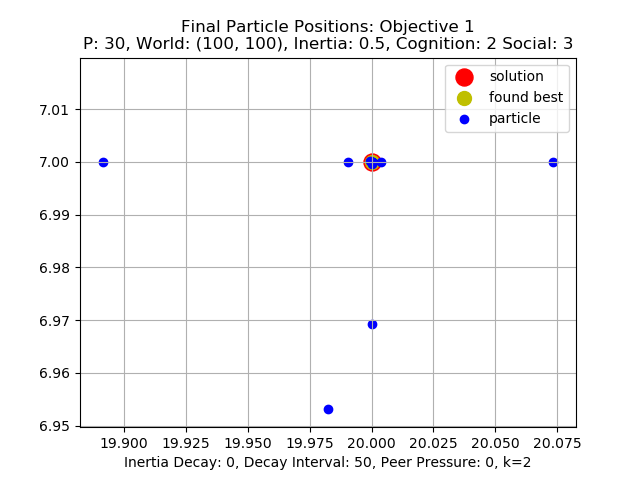 Final Particle Positions: Objective 1
P: 30, World: (100, 100), Inertia: 0.5, Cognition: 2 Social: 3
solution
found best
particle
7.01
7.00
6.99
6.98
6.97
6.96
6.95
19.900 19.925 19.950 19.975 20.000 20.025 20.050 20.075
Inertia Decay: 0, Decay Interval: 50, Peer Pressure: 0, k=2